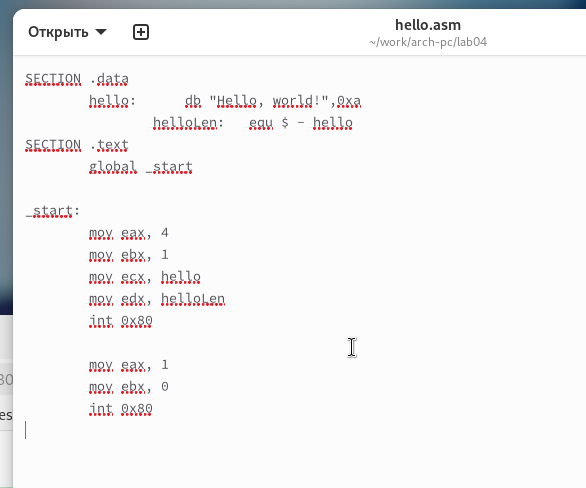 Открыть
hello.asm
~/work/arch-pc/lab04
SECTION .data
hello: db "Hello, world!",0xa
helloLen: equ $ - hello
SECTION .text
global _start
_start:
mov eax, 4
mov ebx, 1
mov ecx, hello
mov edx, helloLen
int 0x80
mov eax, 1
mov ebx, 0
int 0x80